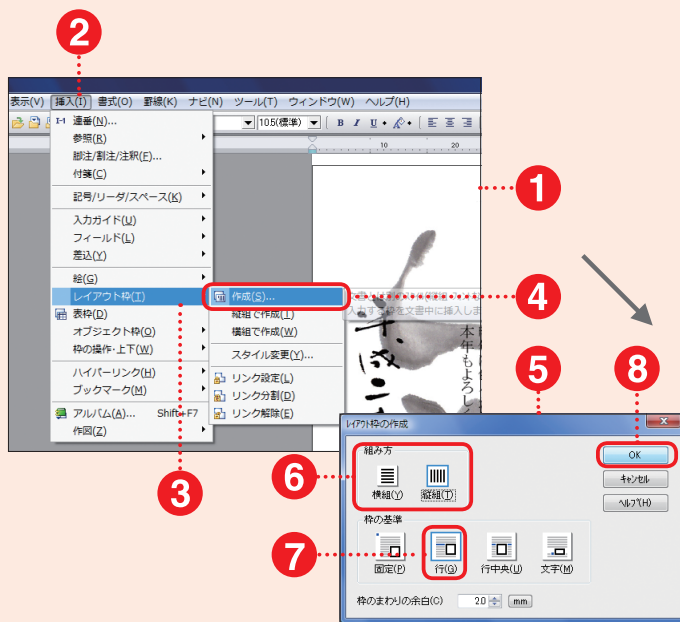 2
表示(V) 挿入(I) 書式(O) 罫線(K) ナビ(N) ツール(T) ウィンドウ(W) ヘルプ(H)
1-1 連番(N)...
10.5(標準) B I U
参照(R)
脚注/割注/注釈(F)...
10 20
付箋(C)
記号/リーダ/スペース(K)
1
入力ガイド(U)
フィールド(L)
差込(Y)
絵(G)
レイアウト枠(T) 作成(S)...
4
表枠(D) 縦組で作成(T)
オブジェクト枠(O) 横組で作成(W)
枠の操作・上下(W) スタイル変更(Y)...
ハイパーリンク(H) リンク設定(L)
ブックマーク(M) リンク分割(D)
アルバム(A)... Shift+F7 リンク解除(E)
作図(Z)
本年もよろしく
3
5
8
レイアウト枠の作成
組み方
OK
6
横組(Y) 縦組(T)
キャンセル
ヘルプ(H)
枠の基準
7
固定(P) 行(G) 行中央(U) 文字(M)
枠のまわりの余白(C) 2.0 mm